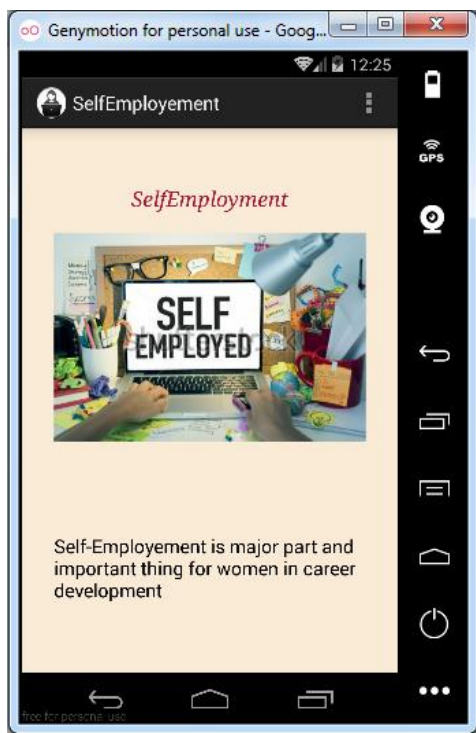 Genymotion for personal use - Goog...
12:25
SelfEmployement
GPS
SelfEmployment
SELF
EMPLOYED
Self-Employement is major part and
important thing for women in career
development
free for personal use